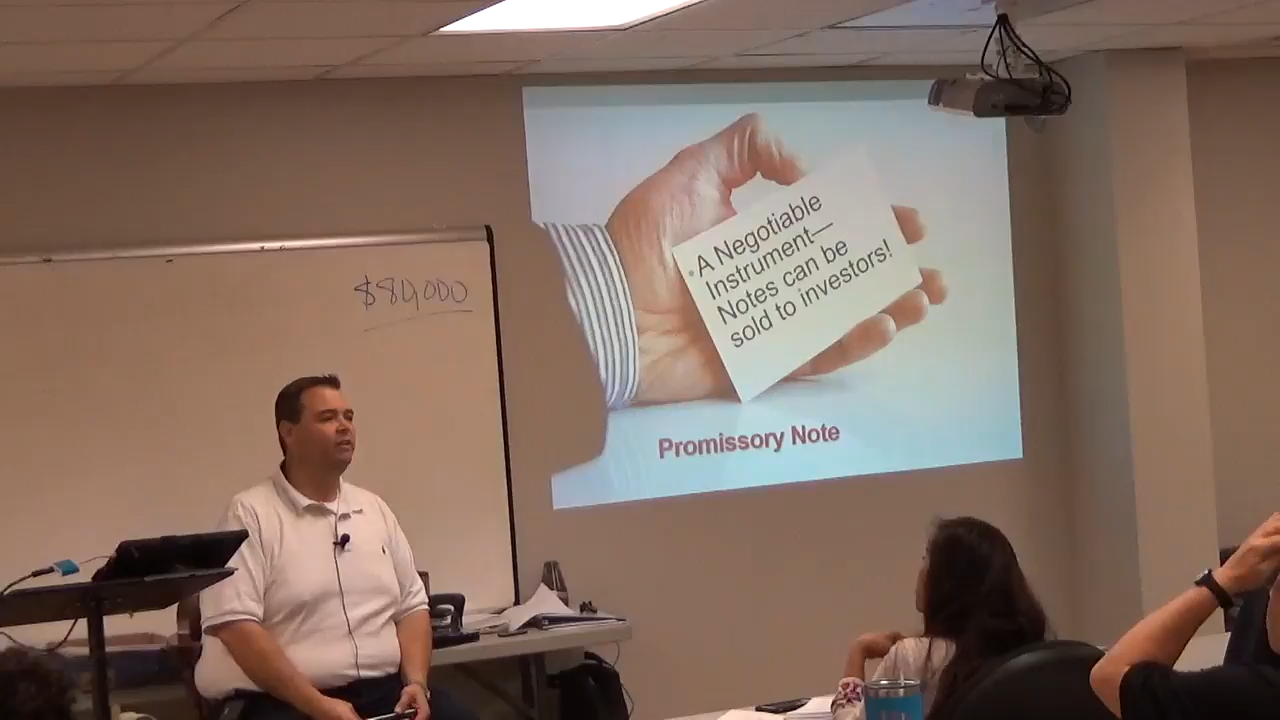 $80,000
• A Negotiable
Instrument—
Notes can be
sold to investors!
Promissory Note